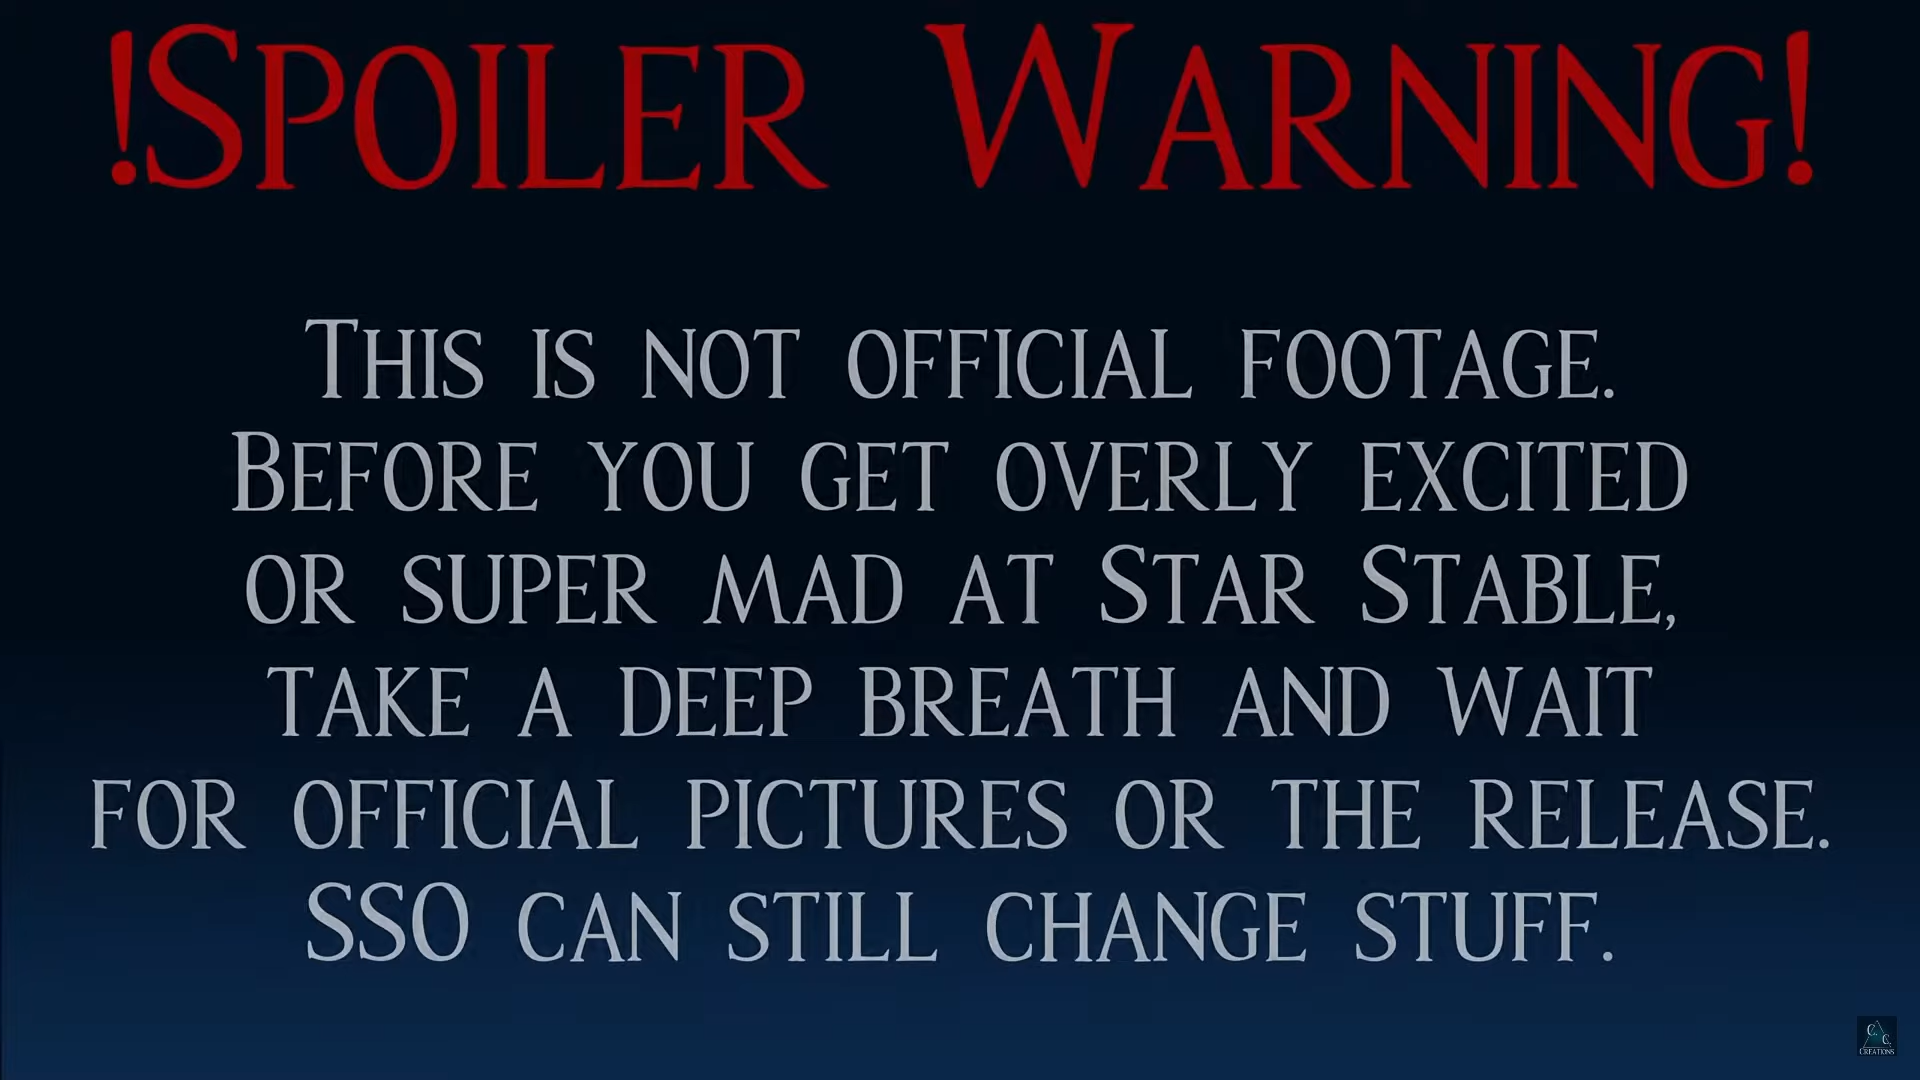 !Spoiler Warning!
This is not official footage.
Before you get overly excited
or super mad at Star Stable,
take a deep breath and wait
for official pictures or the release.
SSO can still change stuff.
C. C.
Creations